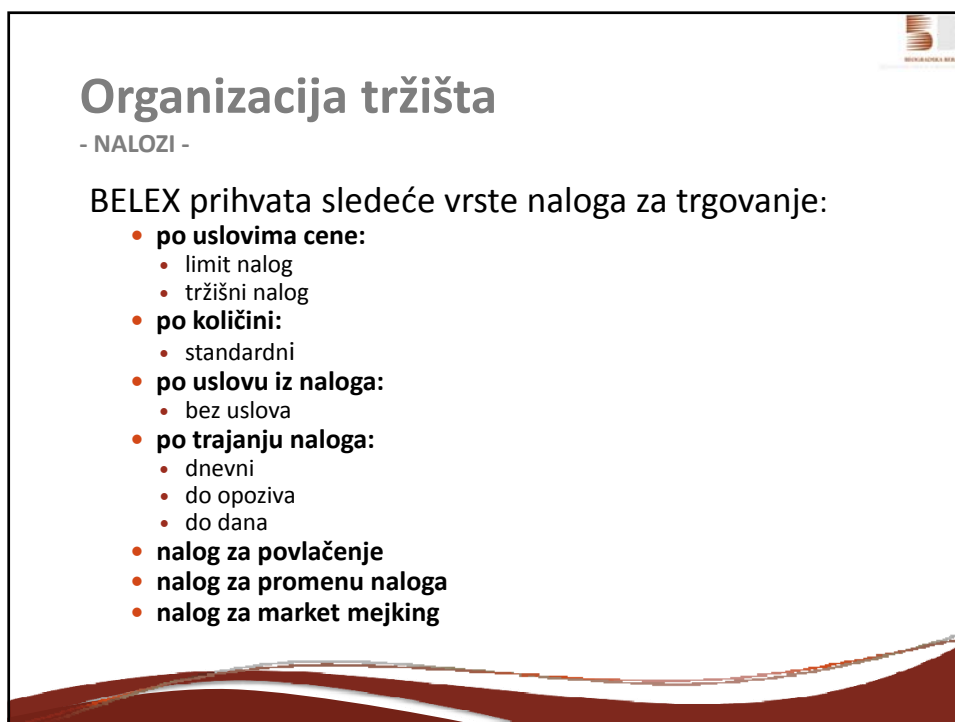 Organizacija tržišta
- NALOZI -
BELEX prihvata sledeće vrste naloga za trgovanje:
• po uslovima cene:
• limit nalog
• tržišni nalog
• po količini:
• standardni
• po uslovu iz naloga:
• bez uslova
• po trajanju naloga:
• dnevni
• do opoziva
• do dana
• nalog za povlačenje
• nalog za promenu naloga
• nalog za market mejking